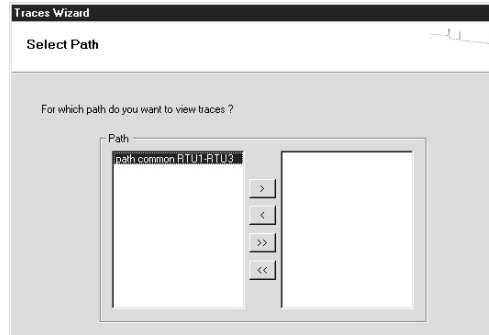 Traces Wizard
Select Path
For which path do you want to view traces ?
Path
path common RTU1-RTU3
>
<
>>
<<